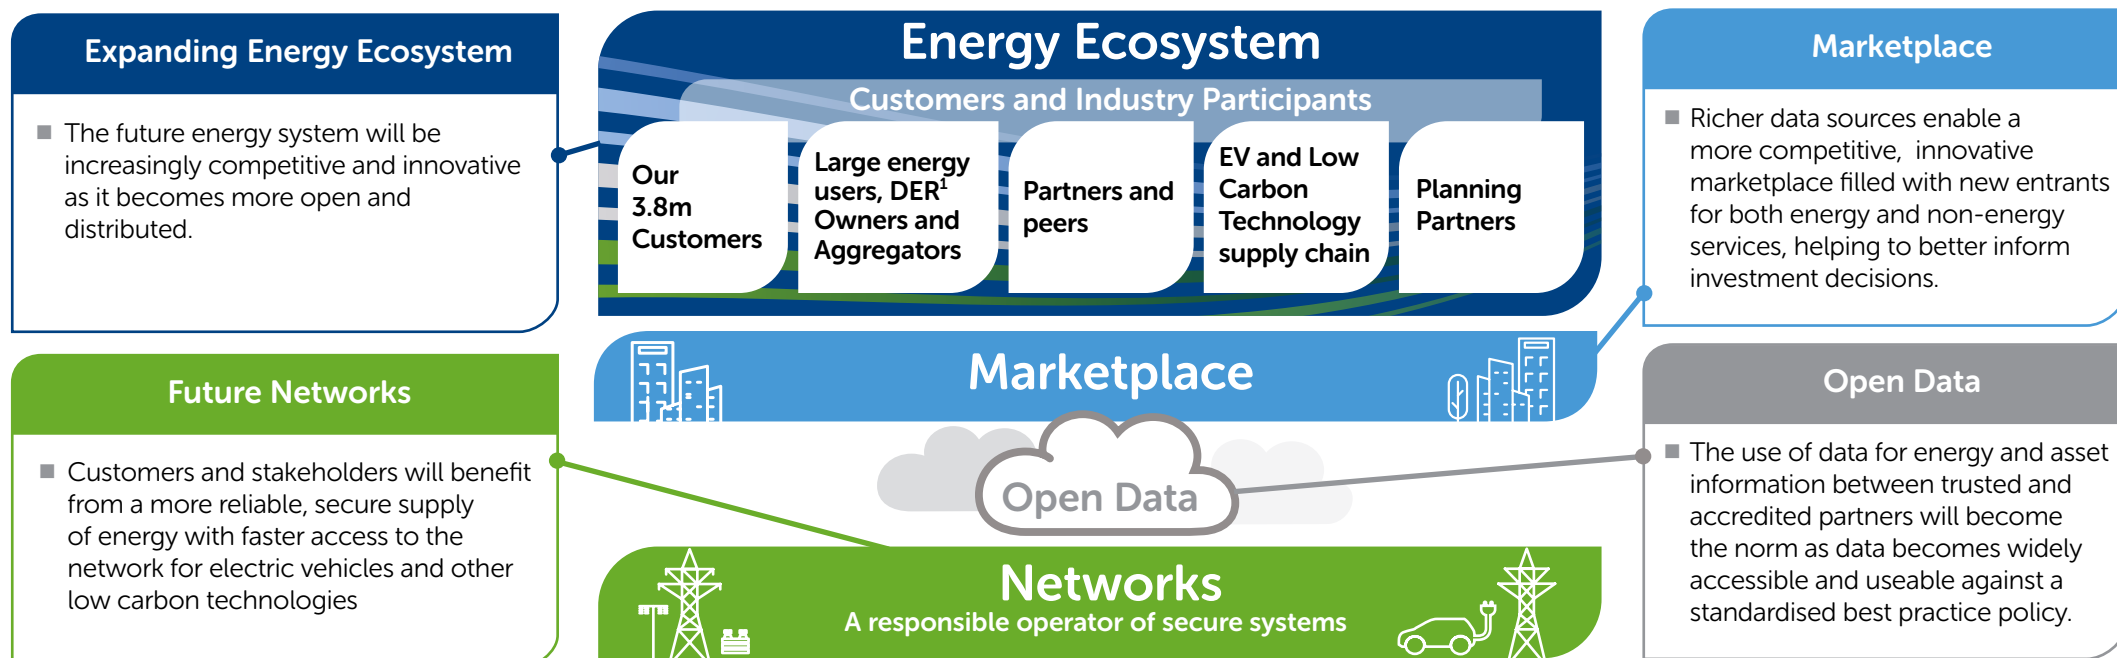 Expanding Energy Ecosystem
■ The future energy system will be
increasingly competitive and innovative
as it becomes more open and
distributed.
Future Networks
■ Customers and stakeholders will benefit
from a more reliable, secure supply
of energy with faster access to the
network for electric vehicles and other
low carbon technologies
Energy Ecosystem
Customers and Industry Participants
Our
3.8m
Customers
Large energy
users, DER¹
Owners and
Aggregators
Partners and
peers
EV and Low
Carbon
Technology
supply chain
Planning
Partners
Marketplace
Open Data
Networks
A responsible operator of secure systems
Marketplace
■ Richer data sources enable a
more competitive, innovative
marketplace filled with new entrants
for both energy and non-energy
services, helping to better inform
investment decisions.
Open Data
■ The use of data for energy and asset
information between trusted and
accredited partners will become
the norm as data becomes widely
accessible and useable against a
standardised best practice policy.